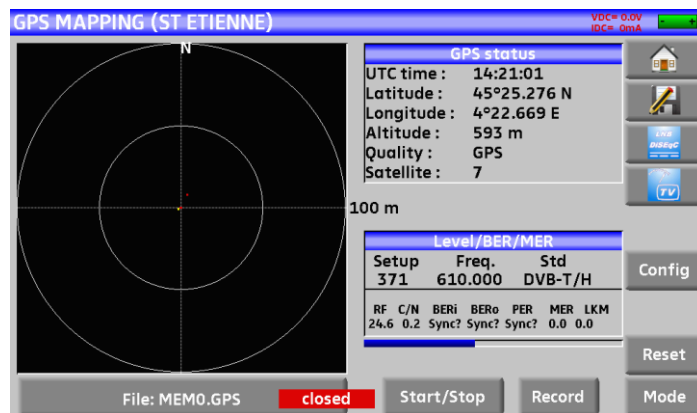 GPS MAPPING (ST ETIENNE)
VDC= 0.0V
IDC= 0mA
- +
N
100 m
GPS status
UTC time : 14:21:01
Latitude : 45°25.276 N
Longitude : 4°22.669 E
Altitude : 593 m
Quality : GPS
Satellite : 7
Level/BER/MER
Setup Freq. Std
371 610.000 DVB-T/H
RF C/N BERi BERo PER MER LKM
24.6 0.2 Sync? Sync? Sync? 0.0 0.0
LNB
DiSEqC
TV
Config
Reset
File: MEM0.GPS closed Start/Stop Record Mode